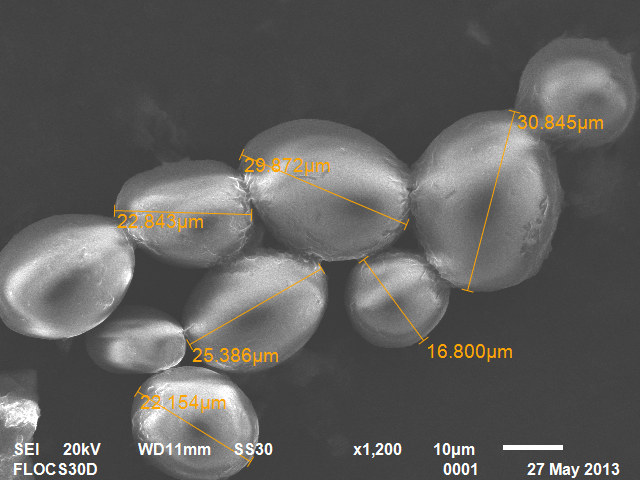 30.845µm
29.872µm
22.843µm
25.386µm
16.800µm
22.154µm
SEI 20kV WD11mm SS30 x1,200 10µm
FLOCS30D 0001 27 May 2013